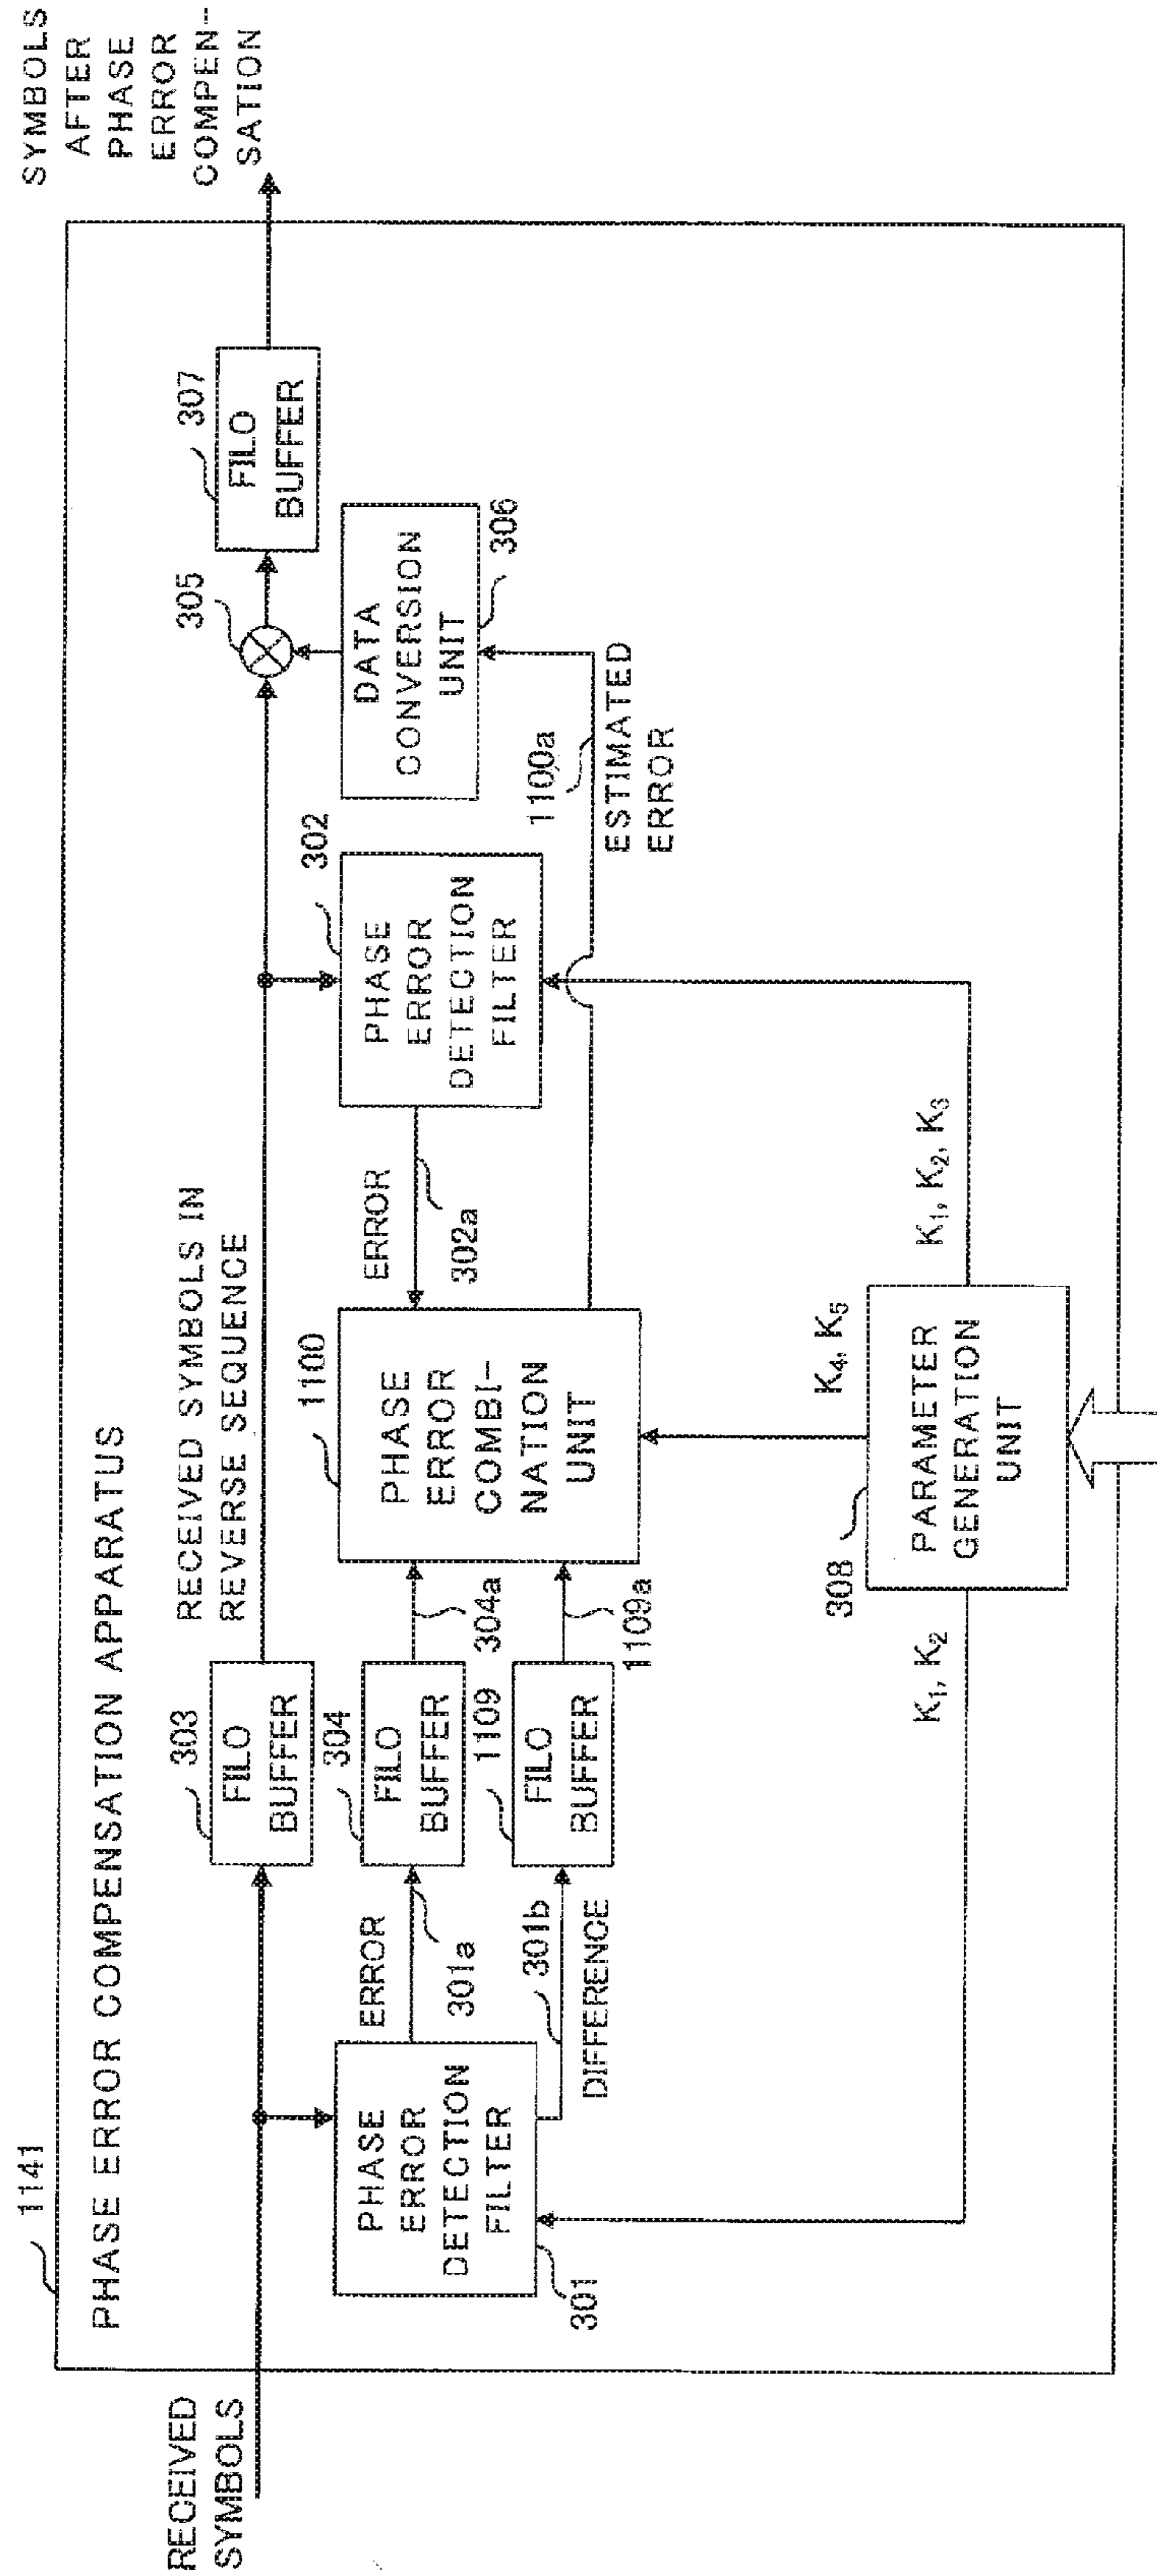 1141
PHASE ERROR COMPENSATION APPARATUS
RECEIVED
SYMBOLS
SYMBOLS
AFTER
PHASE
ERROR
COMPEN-
SATION
303
FILO
BUFFER
RECEIVED SYMBOLS IN
REVERSE SEQUENCE
305
307
FILO
BUFFER
PHASE
ERROR
DETECTION
FILTER
301
ERROR
301a
301b
DIFFERENCE
304
FILO
BUFFER
304a
1109
FILO
BUFFER
1109a
1100
PHASE
ERROR
COMBI-
NATION
UNIT
ERROR
302a
302
PHASE
ERROR
DETECTION
FILTER
DATA
CONVERSION
UNIT
306
1100a
ESTIMATED
ERROR
K₁, K₂
K₄, K₅
K₁, K₂, K₃
308
PARAMETER
GENERATION
UNIT